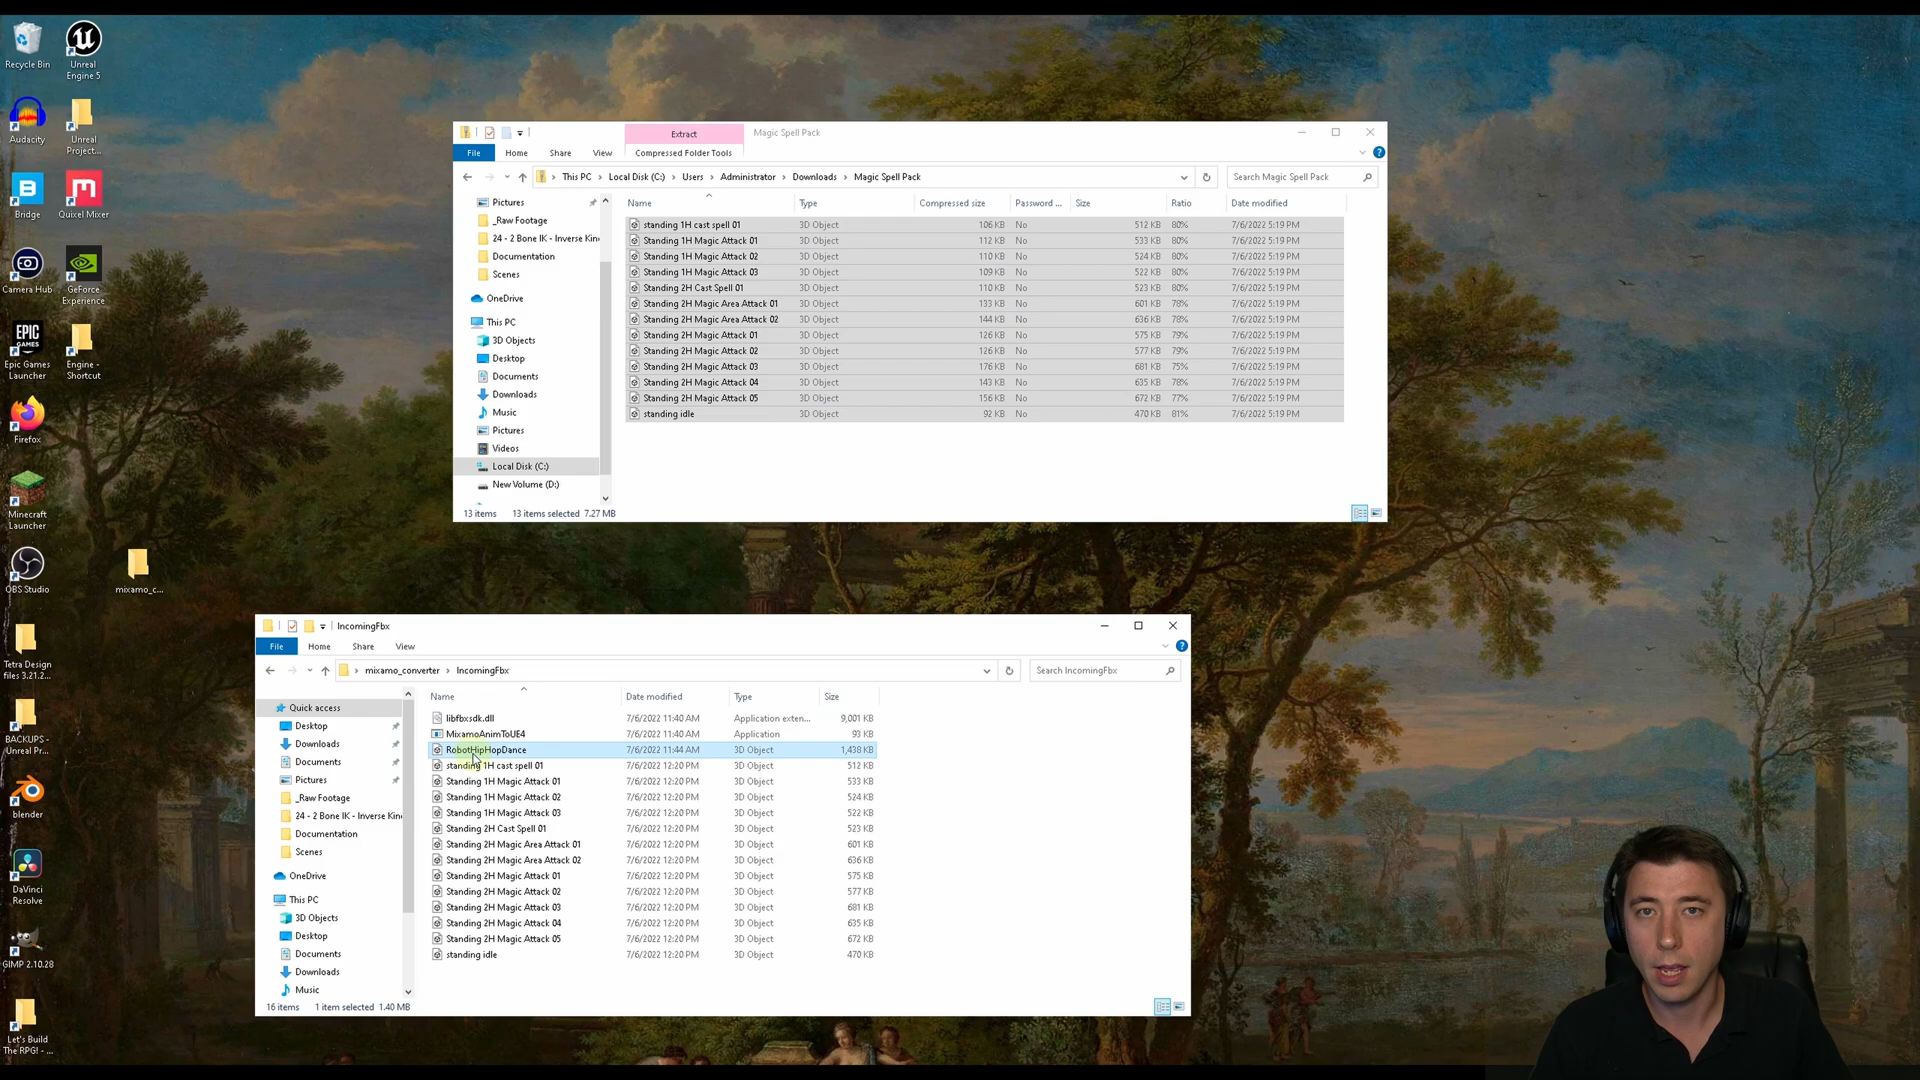 Recycle Bin
Unreal Engine 5
Audacity
Unreal Project...
Bridge
Quixel Mixer
Camera Hub
GeForce Experience
Epic Games Launcher
Engine - Shortcut
Firefox
Minecraft Launcher
OBS Studio
mixamo_c...
Tetra Design files 3.21.2...
BACKUPS - Unreal Pr...
blender
DaVinci Resolve
GIMP 2.10.28
Let's Build The RPG! - ...
Extract
Magic Spell Pack
File Home Share View Compressed Folder Tools
This PC > Local Disk (C:) > Users > Administrator > Downloads > Magic Spell Pack
Search Magic Spell Pack
Pictures
_Raw Footage
24 - 2 Bone IK - Inverse Kin
Documentation
Scenes
OneDrive
This PC
3D Objects
Desktop
Documents
Downloads
Music
Pictures
Videos
Local Disk (C:)
New Volume (D:)
Name Type Compressed size Password ... Size Ratio Date modified
standing 1H cast spell 01 3D Object 106 KB No 512 KB 80% 7/6/2022 5:19 PM
Standing 1H Magic Attack 01 3D Object 112 KB No 533 KB 80% 7/6/2022 5:19 PM
Standing 1H Magic Attack 02 3D Object 110 KB No 524 KB 80% 7/6/2022 5:19 PM
Standing 1H Magic Attack 03 3D Object 109 KB No 522 KB 80% 7/6/2022 5:19 PM
Standing 2H Cast Spell 01 3D Object 110 KB No 523 KB 80% 7/6/2022 5:19 PM
Standing 2H Magic Area Attack 01 3D Object 133 KB No 601 KB 78% 7/6/2022 5:19 PM
Standing 2H Magic Area Attack 02 3D Object 144 KB No 636 KB 78% 7/6/2022 5:19 PM
Standing 2H Magic Attack 01 3D Object 126 KB No 575 KB 79% 7/6/2022 5:19 PM
Standing 2H Magic Attack 02 3D Object 126 KB No 577 KB 79% 7/6/2022 5:19 PM
Standing 2H Magic Attack 03 3D Object 176 KB No 681 KB 75% 7/6/2022 5:19 PM
Standing 2H Magic Attack 04 3D Object 143 KB No 635 KB 78% 7/6/2022 5:19 PM
Standing 2H Magic Attack 05 3D Object 156 KB No 672 KB 77% 7/6/2022 5:19 PM
standing idle 3D Object 92 KB No 470 KB 81% 7/6/2022 5:19 PM
13 items 13 items selected 7.27 MB
IncomingFbx
File Home Share View
mixamo_converter > IncomingFbx
Search IncomingFbx
Quick access
Desktop
Downloads
Documents
Pictures
_Raw Footage
24 - 2 Bone IK - Inverse Kin
Documentation
Scenes
OneDrive
This PC
3D Objects
Desktop
Documents
Downloads
Music
Name Date modified Type Size
libfbxsdk.dll 7/6/2022 11:40 AM Application exten... 9,001 KB
MixamoAnimToUE4 7/6/2022 11:40 AM Application 93 KB
RobotHipHopDance 7/6/2022 11:44 AM 3D Object 1,438 KB
standing 1H cast spell 01 7/6/2022 12:20 PM 3D Object 512 KB
Standing 1H Magic Attack 01 7/6/2022 12:20 PM 3D Object 533 KB
Standing 1H Magic Attack 02 7/6/2022 12:20 PM 3D Object 524 KB
Standing 1H Magic Attack 03 7/6/2022 12:20 PM 3D Object 522 KB
Standing 2H Cast Spell 01 7/6/2022 12:20 PM 3D Object 523 KB
Standing 2H Magic Area Attack 01 7/6/2022 12:20 PM 3D Object 601 KB
Standing 2H Magic Area Attack 02 7/6/2022 12:20 PM 3D Object 636 KB
Standing 2H Magic Attack 01 7/6/2022 12:20 PM 3D Object 575 KB
Standing 2H Magic Attack 02 7/6/2022 12:20 PM 3D Object 577 KB
Standing 2H Magic Attack 03 7/6/2022 12:20 PM 3D Object 681 KB
Standing 2H Magic Attack 04 7/6/2022 12:20 PM 3D Object 635 KB
Standing 2H Magic Attack 05 7/6/2022 12:20 PM 3D Object 672 KB
standing idle 7/6/2022 12:20 PM 3D Object 470 KB
16 items 1 item selected 1.40 MB